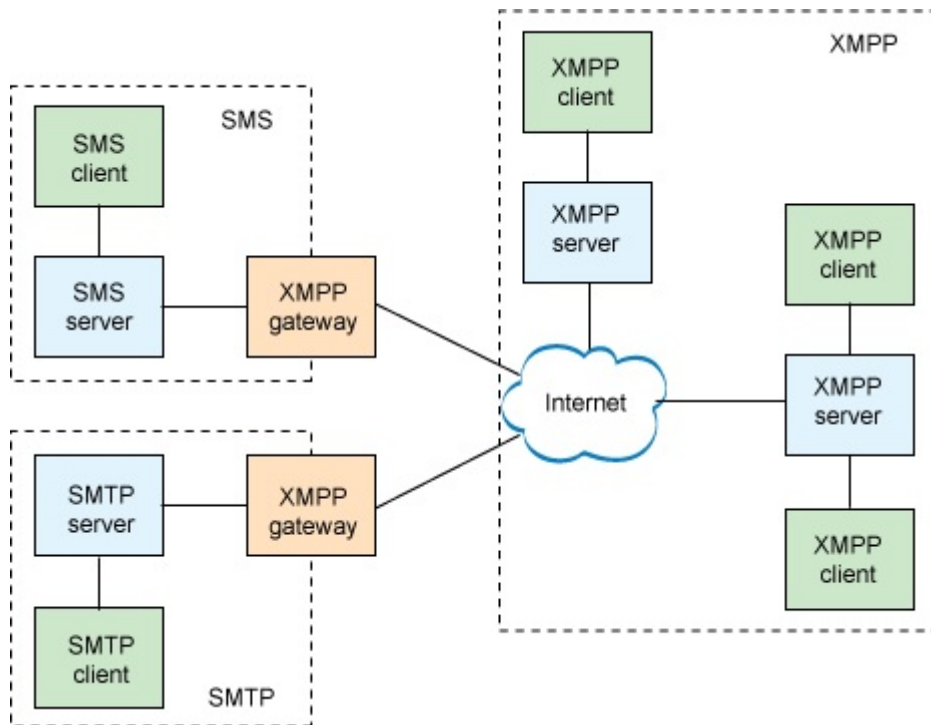 SMS
SMS
client
SMS
server
XMPP
gateway
SMTP
server
XMPP
gateway
SMTP
client
SMTP
XMPP
XMPP
client
XMPP
server
Internet
XMPP
client
XMPP
server
XMPP
client